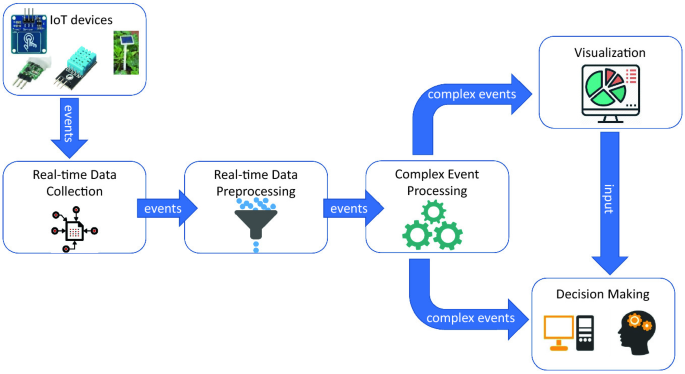 IoT devices
events
Real-time Data
Collection
events
Real-time Data
Preprocessing
events
Complex Event
Processing
complex events
complex events
Visualization
input
Decision Making